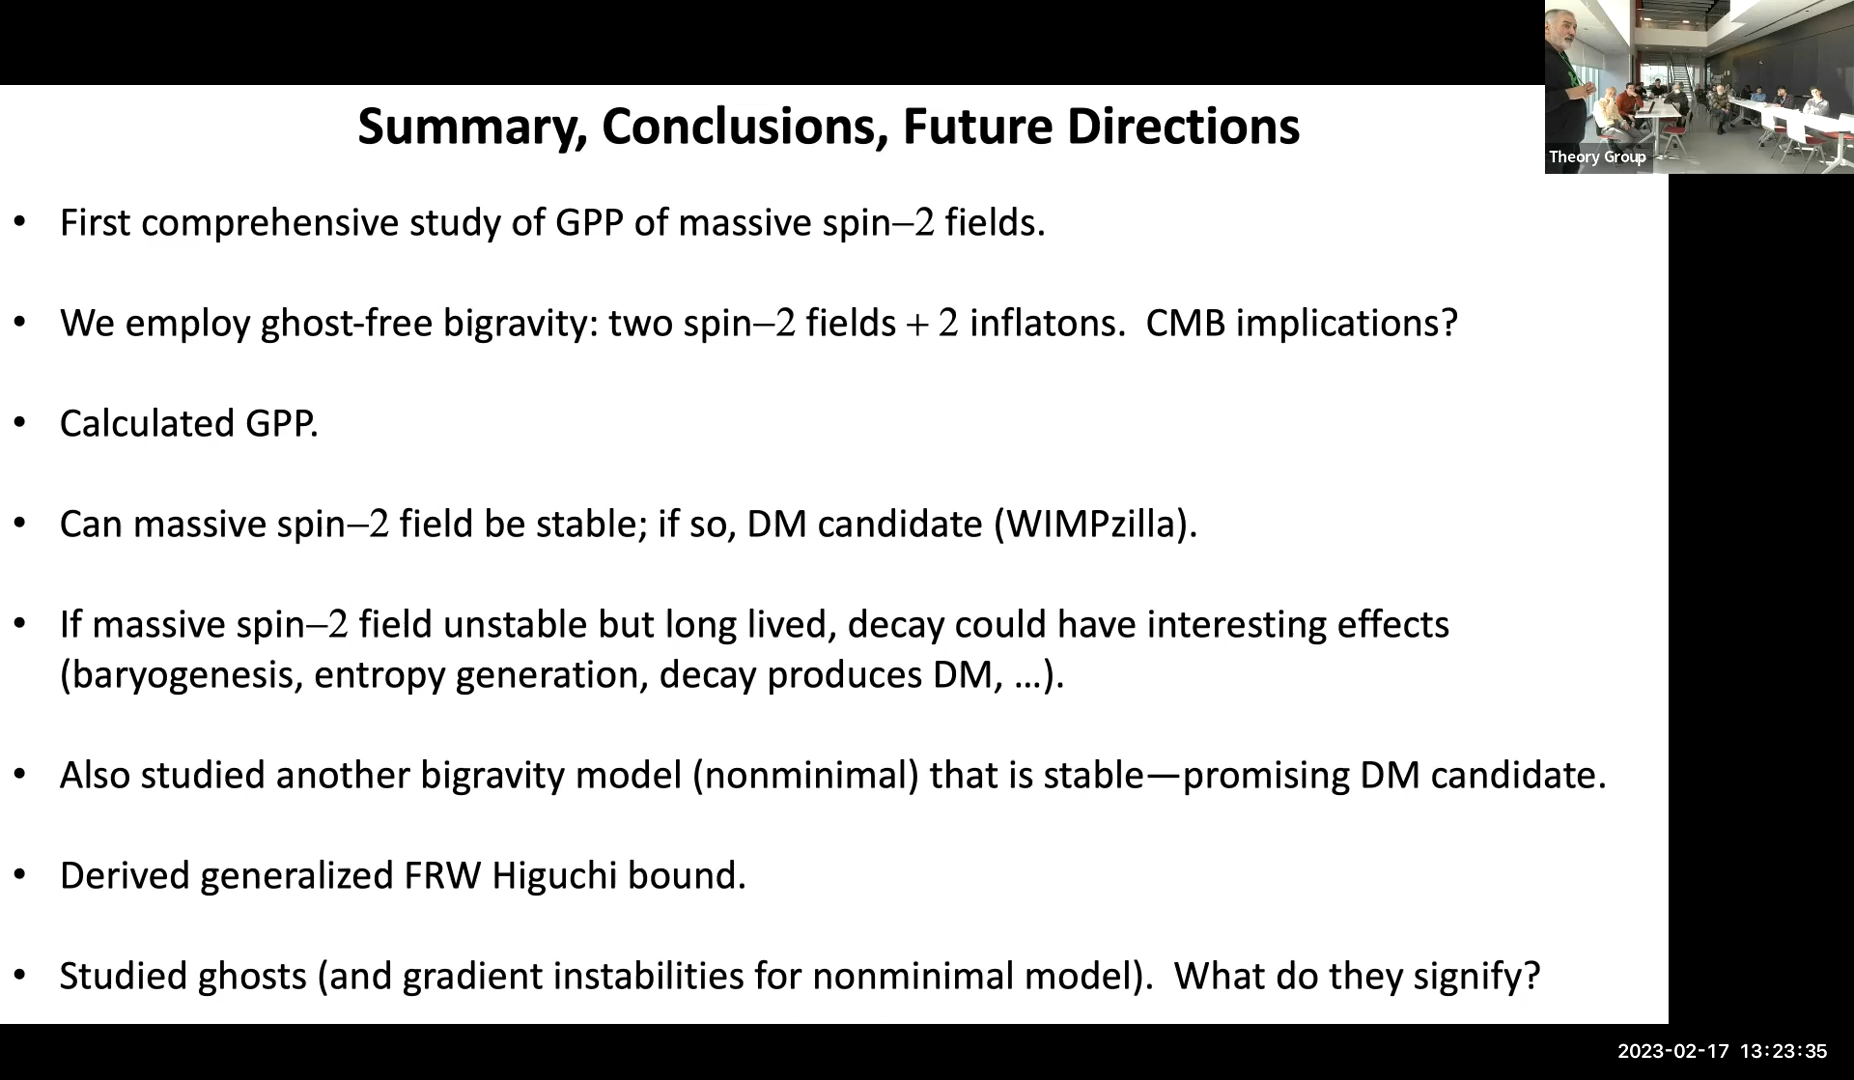 Summary, Conclusions, Future Directions
Theory Group
• First comprehensive study of GPP of massive spin–2 fields.
• We employ ghost-free bigravity: two spin–2 fields + 2 inflatons.  CMB implications?
• Calculated GPP.
• Can massive spin–2 field be stable; if so, DM candidate (WIMPzilla).
• If massive spin–2 field unstable but long lived, decay could have interesting effects
(baryogenesis, entropy generation, decay produces DM, …).
• Also studied another bigravity model (nonminimal) that is stable—promising DM candidate.
• Derived generalized FRW Higuchi bound.
• Studied ghosts (and gradient instabilities for nonminimal model).  What do they signify?
2023-02-17 13:23:35